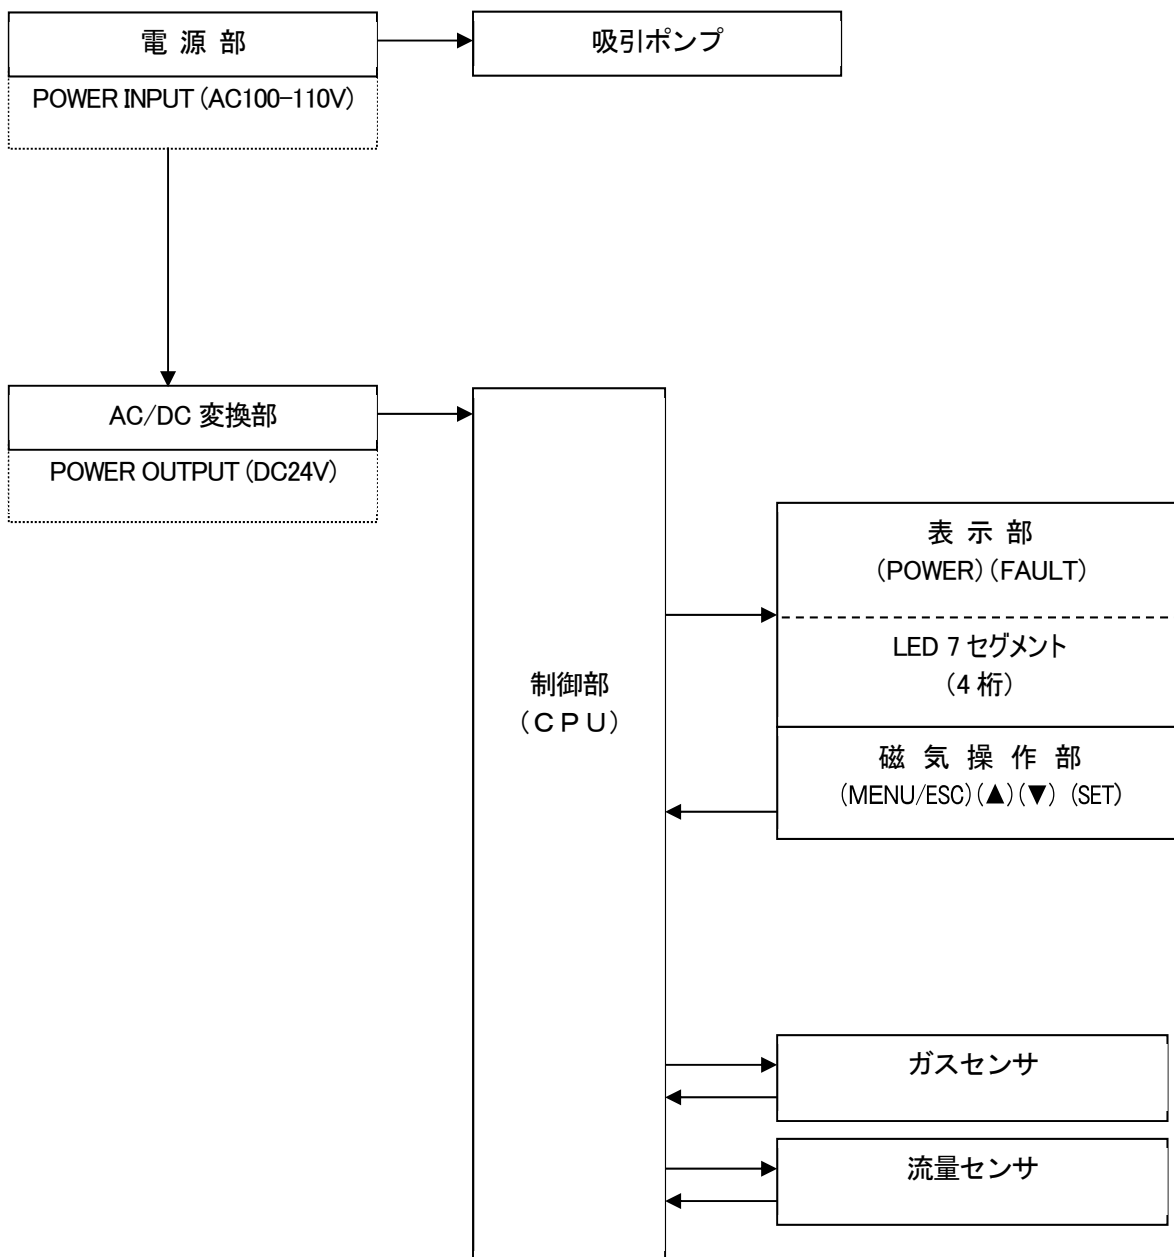 電 源 部
吸引ポンプ
POWER INPUT (AC100-110V)
AC/DC 変換部
POWER OUTPUT (DC24V)
表 示 部
(POWER) (FAULT)
LED 7 セグメント
(4 桁)
制御部
(ＣＰＵ)
磁 気 操 作 部
(MENU/ESC) (▲) (▼) (SET)
ガスセンサ
流量センサ